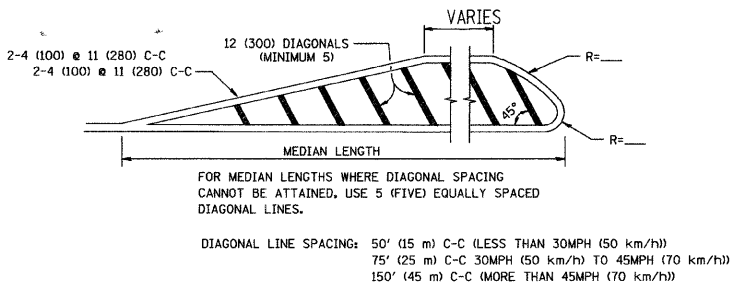 VARIES
2-4 (100) @ 11 (280) C-C
2-4 (100) @ 11 (280) C-C
12 (300) DIAGONALS
(MINIMUM 5)
R=___
45°
R=___
MEDIAN LENGTH
FOR MEDIAN LENGTHS WHERE DIAGONAL SPACING
CANNOT BE ATTAINED, USE 5 (FIVE) EQUALLY SPACED
DIAGONAL LINES.
DIAGONAL LINE SPACING: 50' (15 m) C-C (LESS THAN 30MPH (50 km/h))
75' (25 m) C-C 30MPH (50 km/h) TO 45MPH (70 km/h))
150' (45 m) C-C (MORE THAN 45MPH (70 km/h))